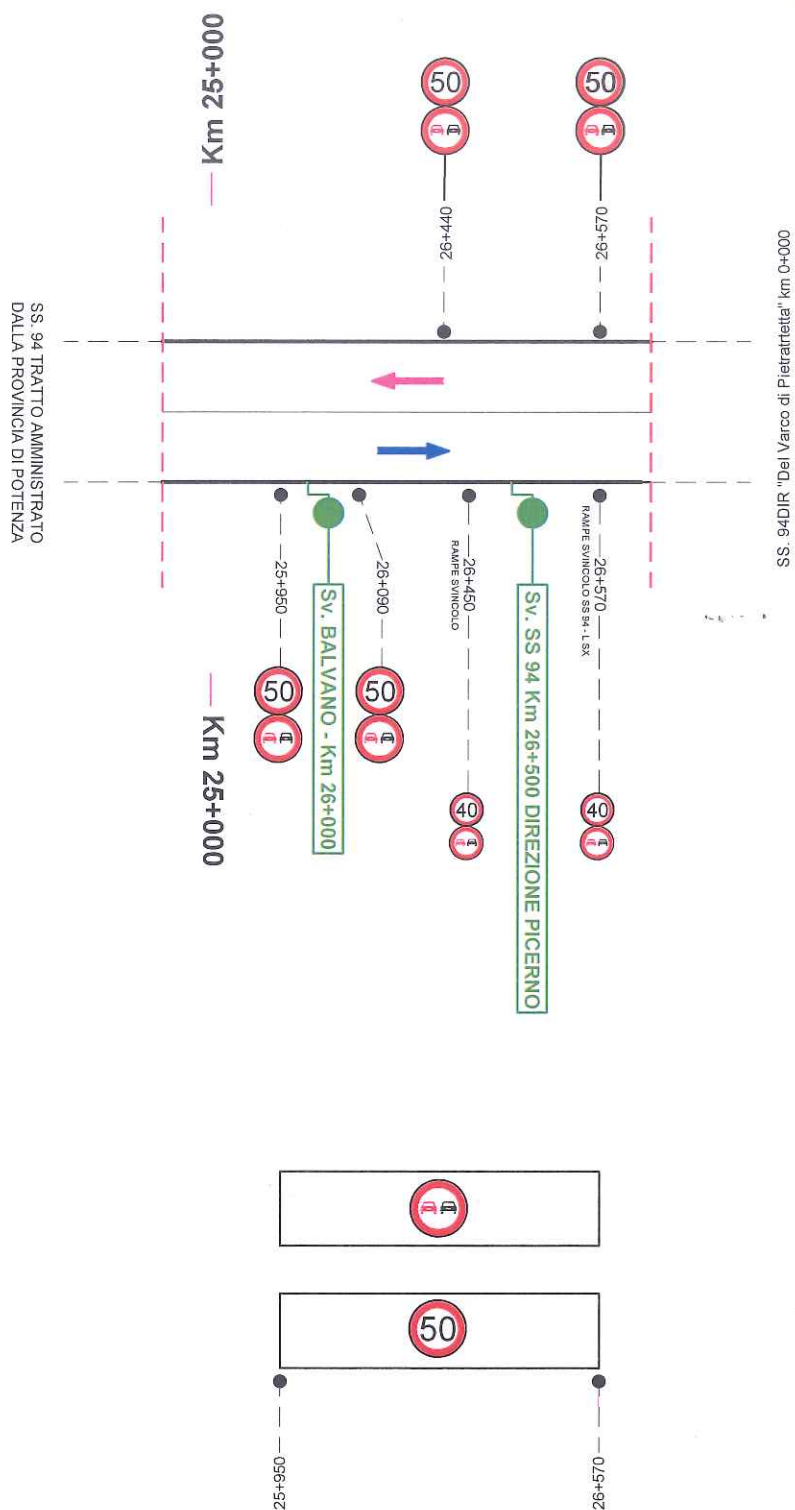 SS. 94DIR "Del Varco di Pietrastretta" km 0+000
50
50
26+440
26+570
Km 25+000
SS. 94 TRATTO AMMINISTRATO
DALLA PROVINCIA DI POTENZA
26+570
RAMPE SVINCOLO SS 94 - L SX
26+450
RAMPE SVINCOLO
26+090
25+950
Sv. SS 94 Km 26+500 DIREZIONE PICERNO
Sv. BALVANO - Km 26+000
50
50
40
40
Km 25+000
50
25+950
26+570